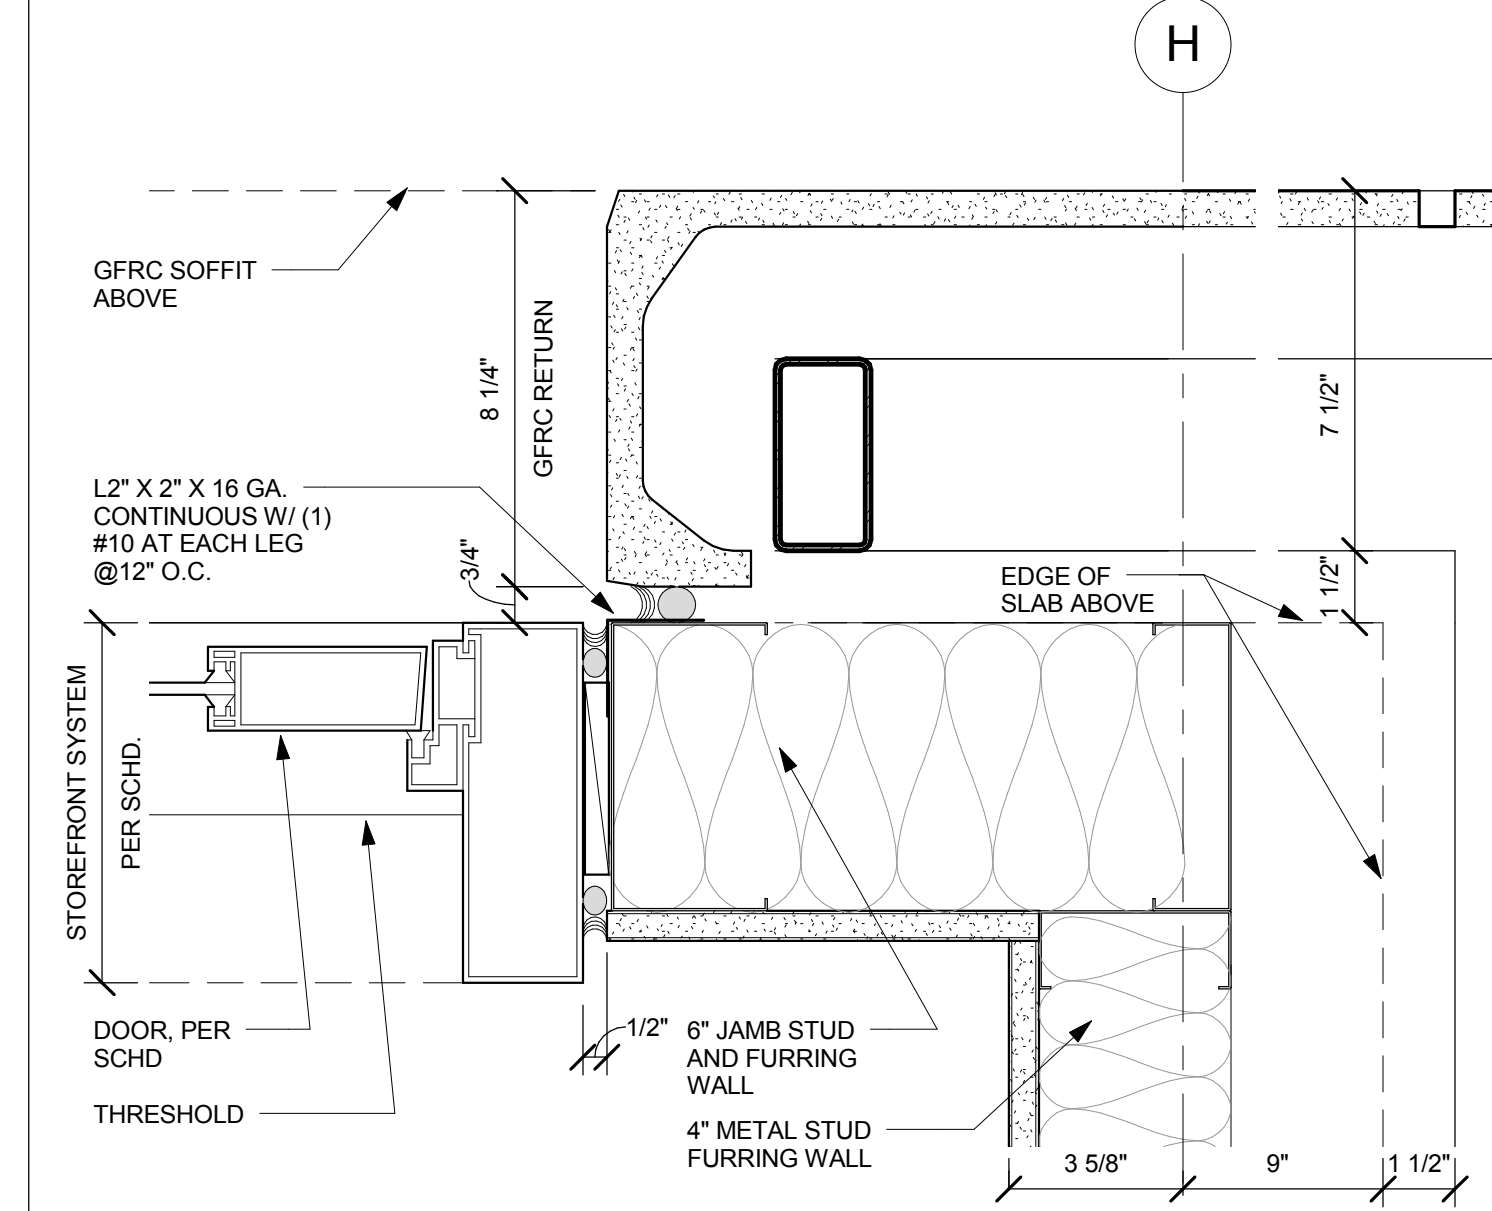 H
GFRC SOFFIT
ABOVE
8 1/4"
GFRC RETURN
7 1/2"
L2" X 2" X 16 GA.
CONTINUOUS W/ (1)
#10 AT EACH LEG
@12" O.C.
3/4"
EDGE OF
SLAB ABOVE
1 1/2"
STOREFRONT SYSTEM
PER SCHD.
DOOR, PER
SCHD
THRESHOLD
1/2"
6" JAMB STUD
AND FURRING
WALL
4" METAL STUD
FURRING WALL
3 5/8"
9"
1 1/2"